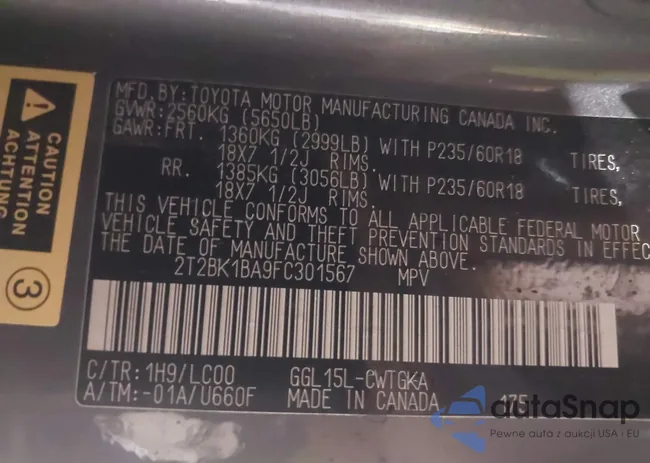 MFD. BY: TOYOTA MOTOR MANUFACTURING CANADA INC.
GVWR: 2560KG (5650LB)
GAWR: FRT. 1360KG (2999LB) WITH P235/60R18 TIRES,
18X7 1/2J RIMS.
RR. 1385KG (3056LB) WITH P235/60R18 TIRES,
18X7 1/2J RIMS.
THIS VEHICLE CONFORMS TO ALL APPLICABLE FEDERAL MOTOR
VEHICLE SAFETY AND THEFT PREVENTION STANDARDS IN EFFEC
THE DATE OF MANUFACTURE SHOWN ABOVE.
2T2BK1BA9FC301567 MPV
C/TR: 1H9/LC00 GGL15L-CWTGKA
A/TM: -01A/U660F MADE IN CANADA 475
CAUTION
ATTENTION
ACHTUNG
3
autoSnap
Pewne auta z aukcji USA i EU